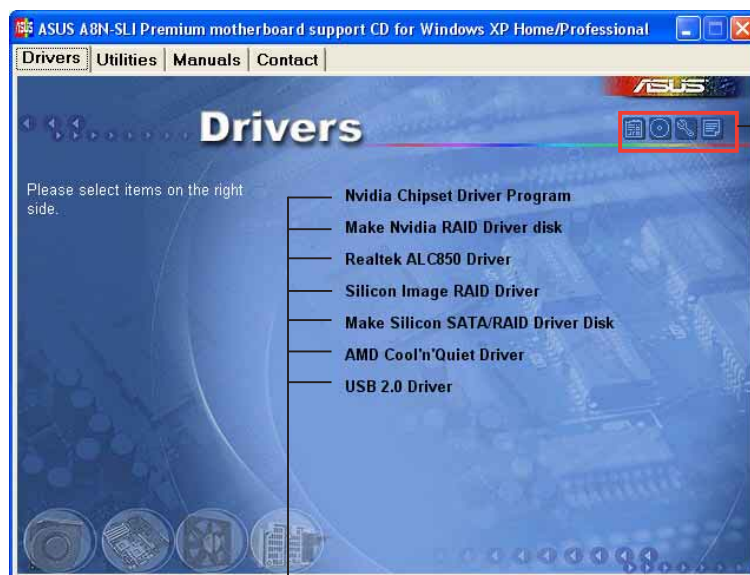 ASUS A8N-SLI Premium motherboard support CD for Windows XP Home/Professional
Drivers Utilities Manuals Contact
ASUS
Drivers
Please select items on the right
side.
Nvidia Chipset Driver Program
Make Nvidia RAID Driver disk
Realtek ALC850 Driver
Silicon Image RAID Driver
Make Silicon SATA/RAID Driver Disk
AMD Cool'n'Quiet Driver
USB 2.0 Driver